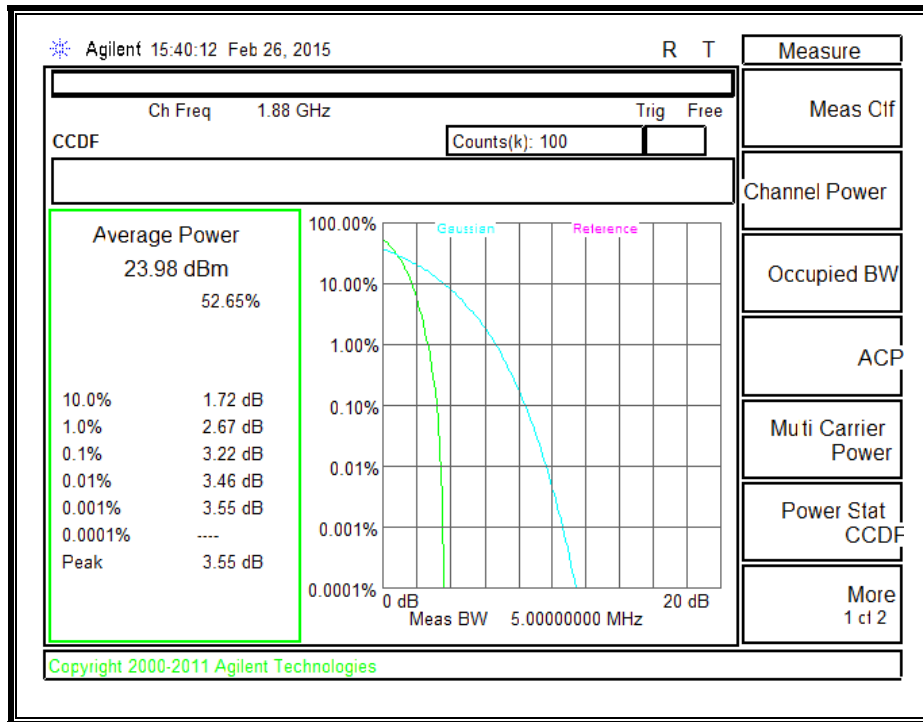 Agilent 15:40:12 Feb 26, 2015 R T
Ch Freq 1.88 GHz Trig Free
CCDF Counts(k): 100
Average Power
23.98 dBm
52.65%
10.0% 1.72 dB
1.0% 2.67 dB
0.1% 3.22 dB
0.01% 3.46 dB
0.001% 3.55 dB
0.0001% ----
Peak 3.55 dB
Gaussian Reference
100.00%
10.00%
1.00%
0.10%
0.01%
0.001%
0.0001%
0 dB 20 dB
Meas BW 5.00000000 MHz
Measure
Meas Off
Channel Power
Occupied BW
ACP
Multi Carrier
Power
Power Stat
CCDF
More
1 of 2
Copyright 2000-2011 Agilent Technologies